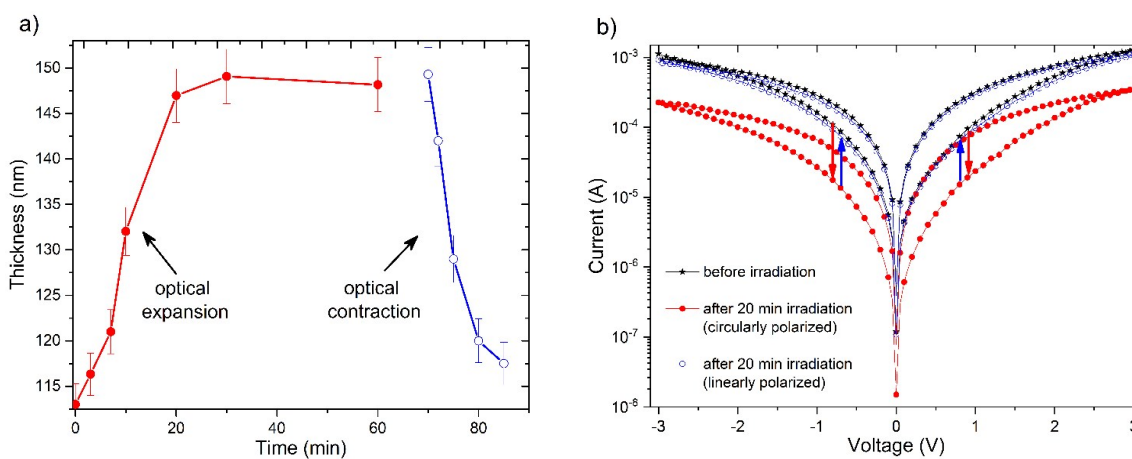 a)
150
145
140
135
130
125
120
115
Thickness (nm)
optical
expansion
optical
contraction
0
20
40
60
80
Time (min)
b)
10⁻³
10⁻⁴
10⁻⁵
10⁻⁶
10⁻⁷
10⁻⁸
Current (A)
before irradiation
after 20 min irradiation
(circularly polarized)
after 20 min irradiation
(linearly polarized)
-3
-2
-1
0
1
2
3
Voltage (V)